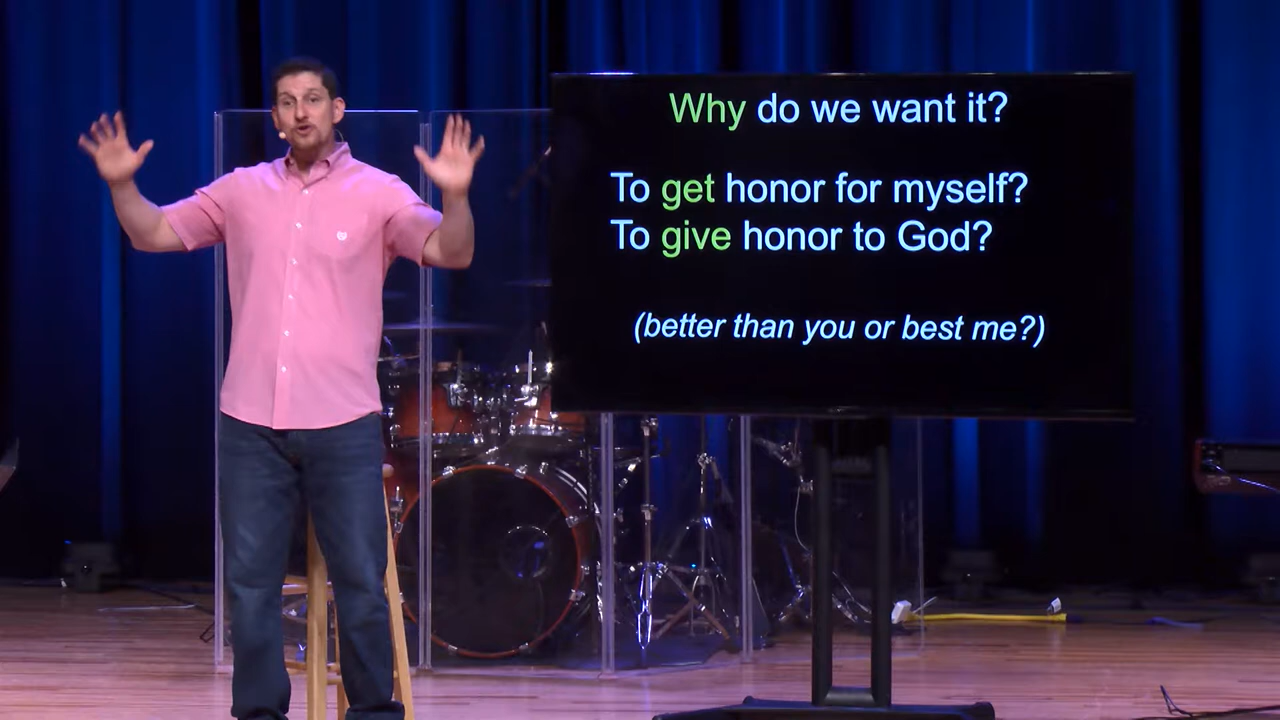 Why do we want it?
To get honor for myself?
To give honor to God?
(better than you or best me?)